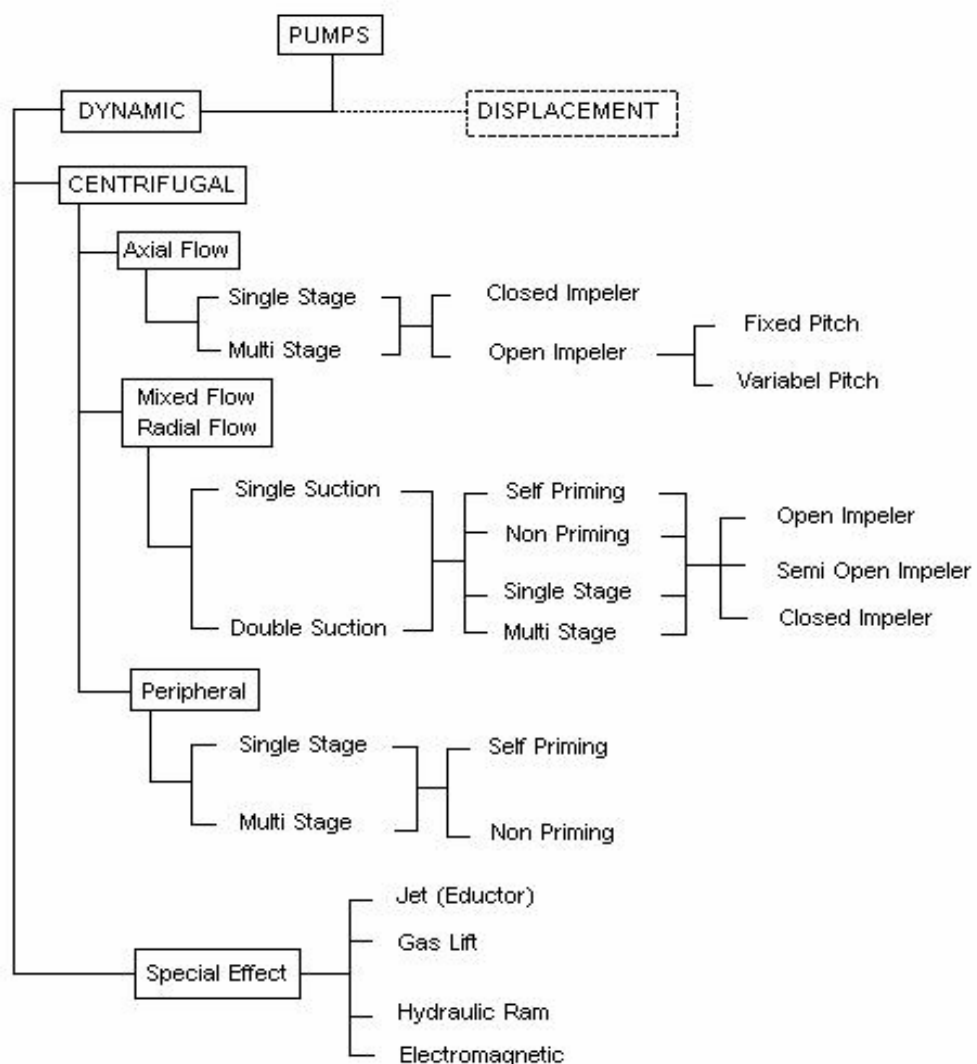 PUMPS
DYNAMIC
DISPLACEMENT
CENTRIFUGAL
Axial Flow
Single Stage
Closed Impeler
Fixed Pitch
Multi Stage
Open Impeler
Variabel Pitch
Mixed Flow
Radial Flow
Single Suction
Self Priming
Open Impeler
Non Priming
Semi Open Impeler
Single Stage
Closed Impeler
Double Suction
Multi Stage
Peripheral
Single Stage
Self Priming
Multi Stage
Non Priming
Jet (Eductor)
Gas Lift
Special Effect
Hydraulic Ram
Electromagnetic